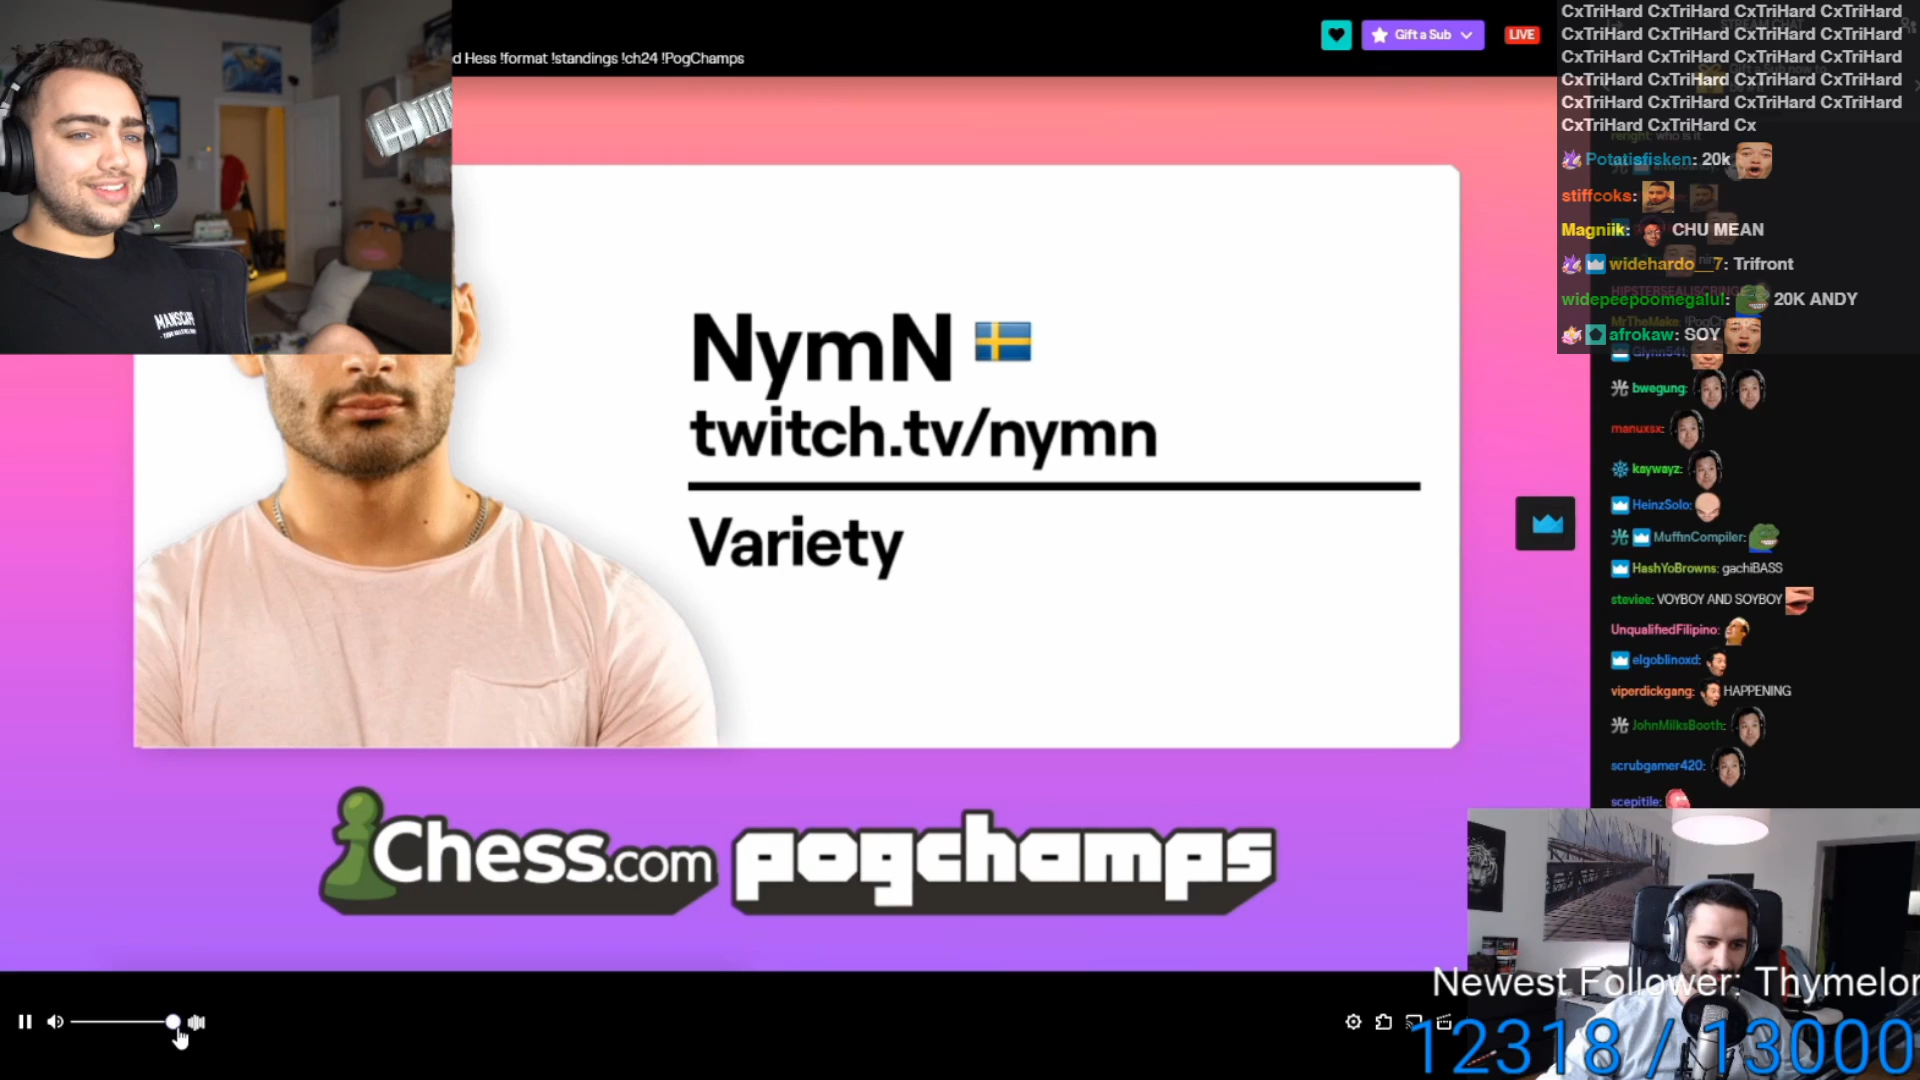 d Hess !format !standings !ch24 !PogChamps
Gift a Sub
LIVE
CxTriHard CxTriHard CxTriHard CxTriHard
CxTriHard CxTriHard CxTriHard CxTriHard
CxTriHard CxTriHard CxTriHard CxTriHard
CxTriHard CxTriHard CxTriHard CxTriHard
CxTriHard CxTriHard CxTriHard CxTriHard
CxTriHard CxTriHard Cx
Potatisfisken: 20k
stiffcoks:
Magniik: CHU MEAN
widehardo__7: Trifront
widepeepoomegalul: 20K ANDY
afrokaw: SOY
NymN
twitch.tv/nymn
Variety
Chess.com pogchamps
bwegung:
manuxsx:
kaywayz:
HeinzSolo:
MuffinCompiler:
HashYoBrowns: gachiBASS
steviee: VOYBOY AND SOYBOY
UnqualifiedFilipino:
elgoblinoxd:
viperdickgang: HAPPENING
JohnMilksBooth:
scrubgamer420:
scepitile:
Newest Follower: Thymelor
12318 / 13000